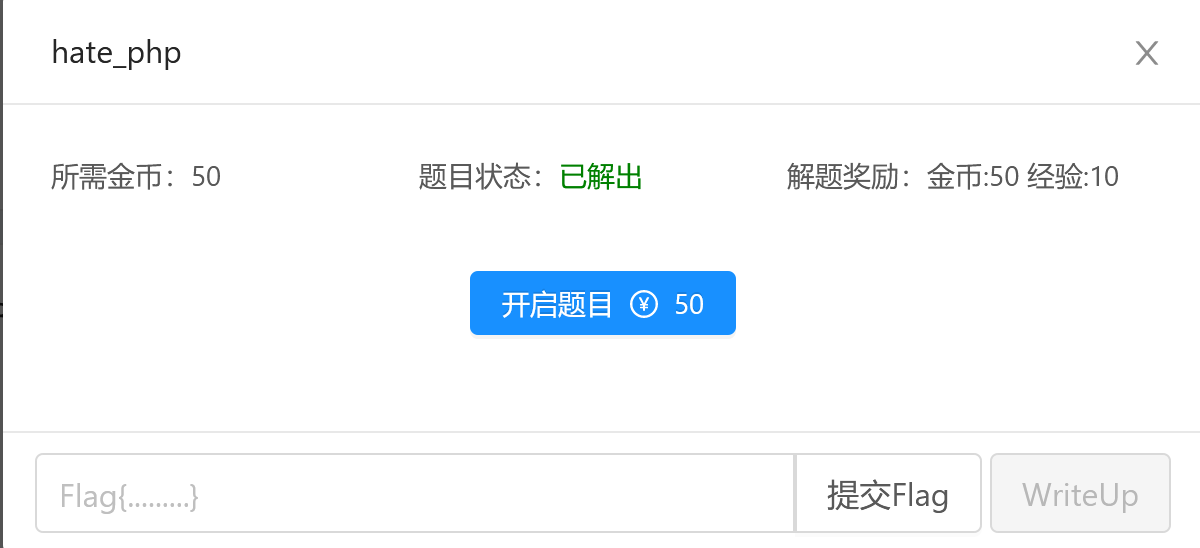 hate_php
所需金币：50 题目状态：已解出 解题奖励：金币:50 经验:10
开启题目 ¥ 50
Flag{.........} 提交Flag WriteUp